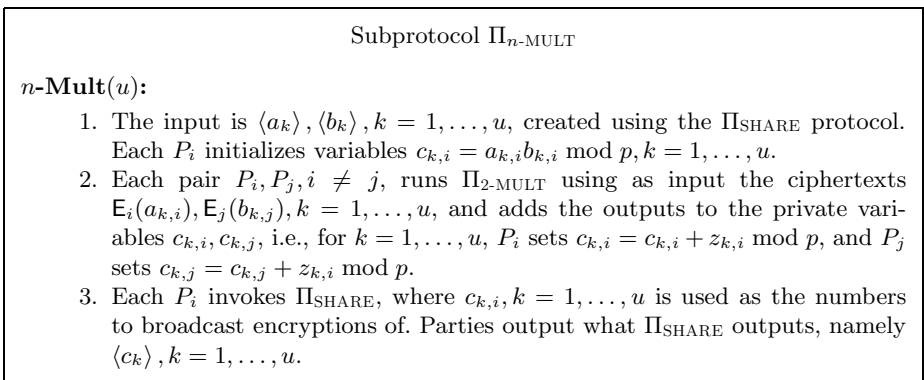 Subprotocol Π_{n-MULT}
n-Mult(u):
1. The input is ⟨a_k⟩ , ⟨b_k⟩ , k = 1, . . . , u, created using the Π_{SHARE} protocol.
Each P_i initializes variables c_{k,i} = a_{k,i}b_{k,i} mod p, k = 1, . . . , u.
2. Each pair P_i, P_j, i ≠ j, runs Π_{2-MULT} using as input the ciphertexts
E_i(a_{k,i}), E_j(b_{k,j}), k = 1, . . . , u, and adds the outputs to the private vari-
ables c_{k,i}, c_{k,j}, i.e., for k = 1, . . . , u, P_i sets c_{k,i} = c_{k,i} + z_{k,i} mod p, and P_j
sets c_{k,j} = c_{k,j} + z_{k,i} mod p.
3. Each P_i invokes Π_{SHARE}, where c_{k,i}, k = 1, . . . , u is used as the numbers
to broadcast encryptions of. Parties output what Π_{SHARE} outputs, namely
⟨c_k⟩ , k = 1, . . . , u.